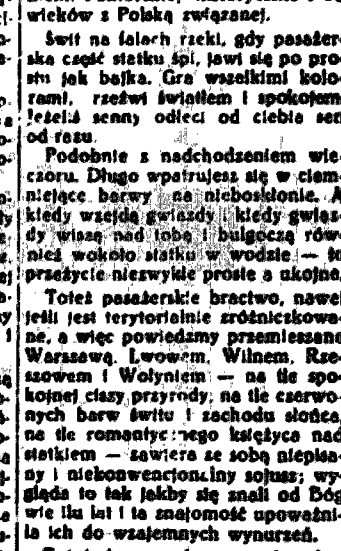 wieków z Polską związanej.
Świt na falach rzeki, gdy pasażer-
ska część statku śpi, jawi się po pro-
stu jak bajka. Gra wszelkimi kolo-
rami, rzeźwi światłem i spokojem
Jeżeliś senny odleci od ciebie sen
od razu.
Podobnie z nadchodzeniem wie-
czoru. Długo wpatrujesz się w ciem-
niejące barwy na nieboskłonie. A
kiedy wzejdą gwiazdy i kiedy gwiaz-
dy wiszą nad tobą i bulgoczą rów-
nież wokoło statku w wodzie — to
przeżycie niezwykle proste a ukojne.
Toteż pasażerskie bractwo, nawet
jeśli jest terytorialnie zróżniczkowa-
ne, a więc powiedzmy przemieszane
Warszawą, Lwowem, Wilnem, Rze-
szowem i Wołyniem — na tle spo-
kojnej ciszy przyrody, na tle czerwo-
nych barw świtu i zachodu słońca,
na tle romantycznego księżyca nad
statkiem — zawiera ze sobą niepisa-
ny i niekonwencjonalny sojusz; wy-
gląda to tak jakby się znali od Bóg
wie ilu lat i ta znajomość upoważni-
ła ich do wzajemnych wynurzeń.